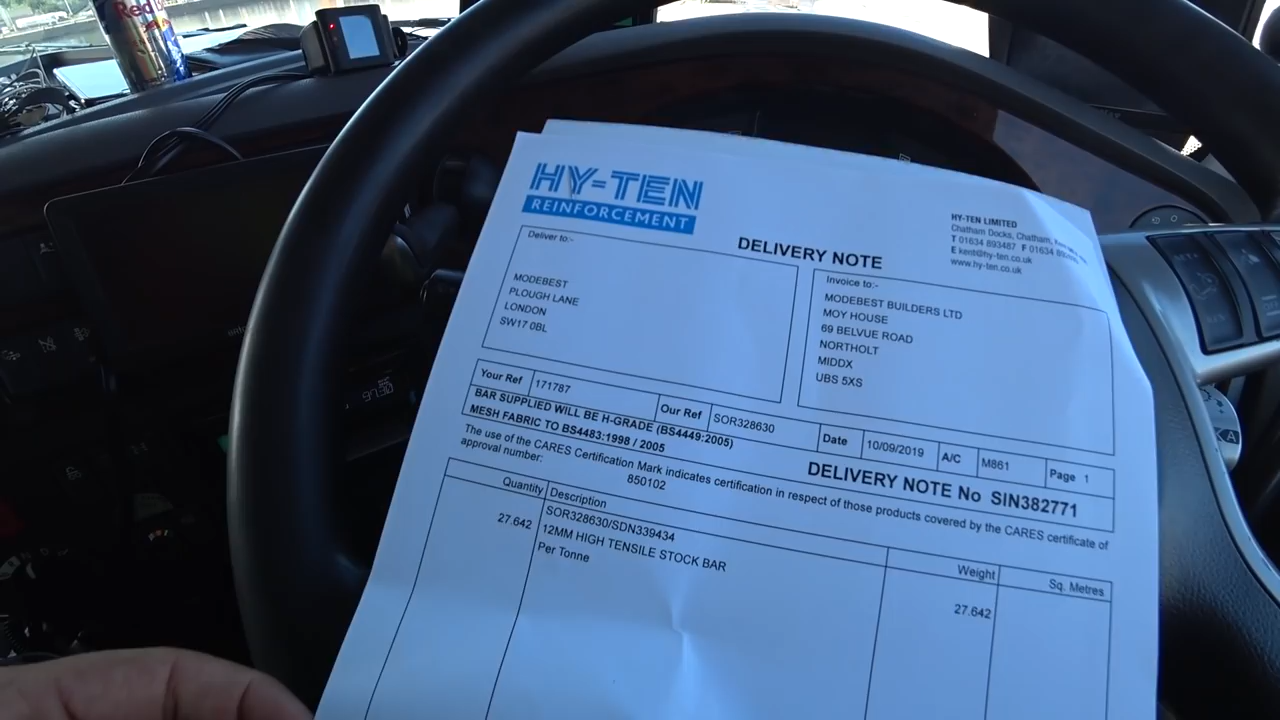 Red
HY-TEN
REINFORCEMENT
HY-TEN LIMITED
Chatham Docks, Chatham,
T 01634 893487 F 01634
E kent@hy-ten.co.uk
www.hy-ten.co.uk
DELIVERY NOTE
Deliver to:-
MODEBEST
PLOUGH LANE
LONDON
SW17 0BL
Invoice to:-
MODEBEST BUILDERS LTD
MOY HOUSE
69 BELVUE ROAD
NORTHOLT
MIDDX
UBS 5XS
Your Ref 171787 Our Ref SOR328630 Date 10/09/2019 A/C M861 Page 1
BAR SUPPLIED WILL BE H-GRADE (BS4449:2005)
MESH FABRIC TO BS4483:1998 / 2005
DELIVERY NOTE No SIN382771
The use of the CARES Certification Mark indicates certification in respect of those products covered by the CARES certificate of
approval number: 850102
Quantity Description Weight Sq. Metres
SOR328630/SDN339434
27.642 12MM HIGH TENSILE STOCK BAR 27.642
Per Tonne